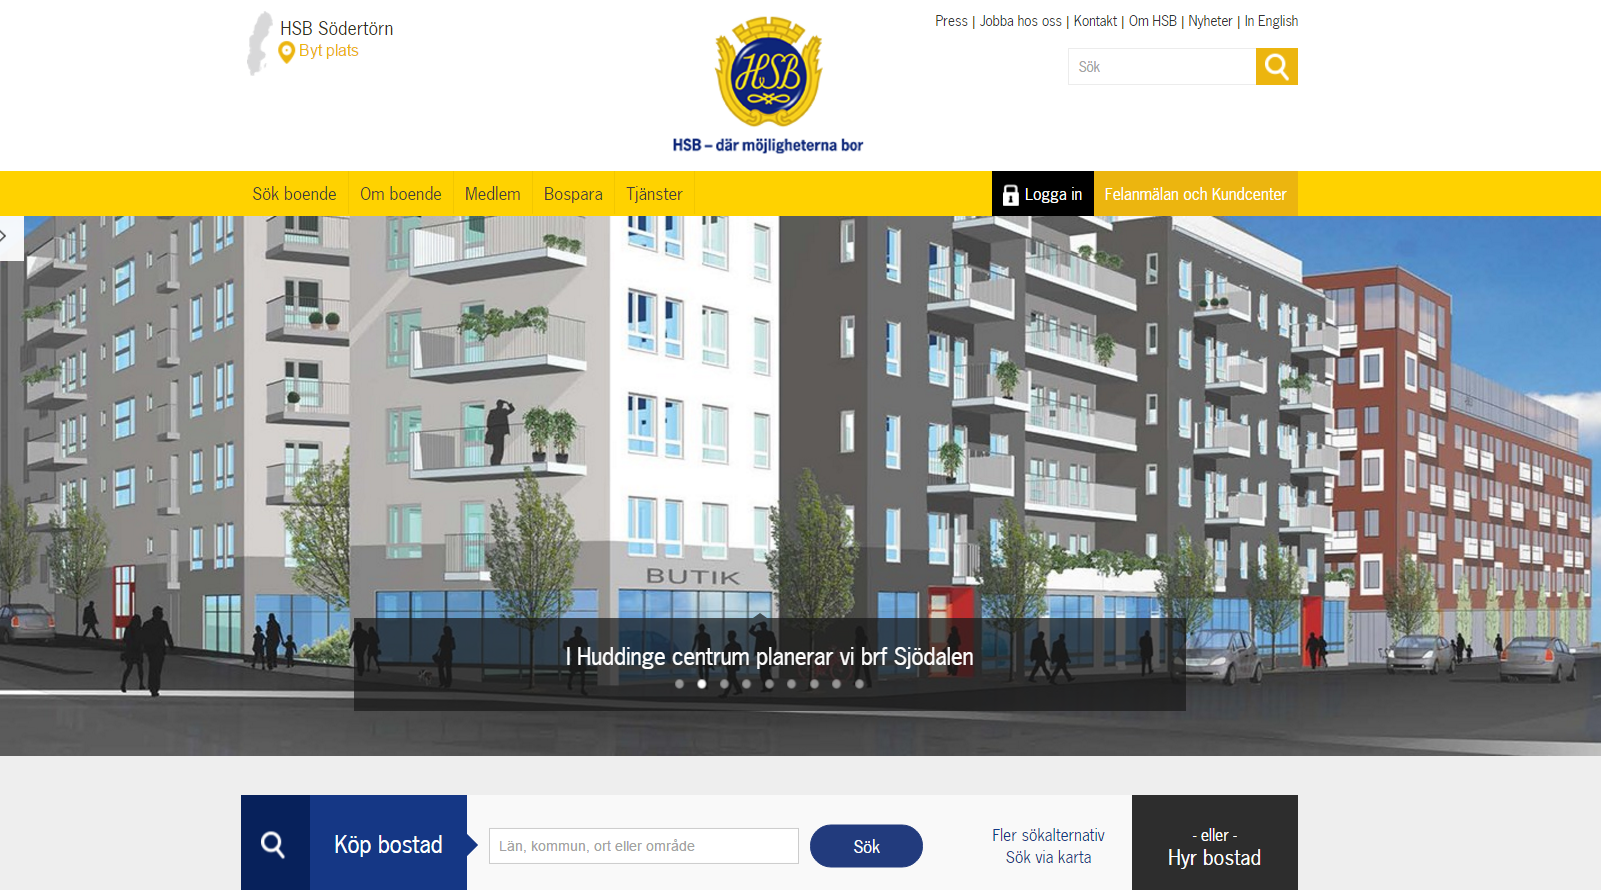 HSB Södertörn
Byt plats
HSB
HSB – där möjligheterna bor
Press | Jobba hos oss | Kontakt | Om HSB | Nyheter | In English
Sök
Sök boende
Om boende
Medlem
Bospara
Tjänster
Logga in
Felanmälan och Kundcenter
BUTIK
I Huddinge centrum planerar vi brf Sjödalen
Köp bostad
Län, kommun, ort eller område
Sök
Fler sökalternativ
Sök via karta
- eller -
Hyr bostad